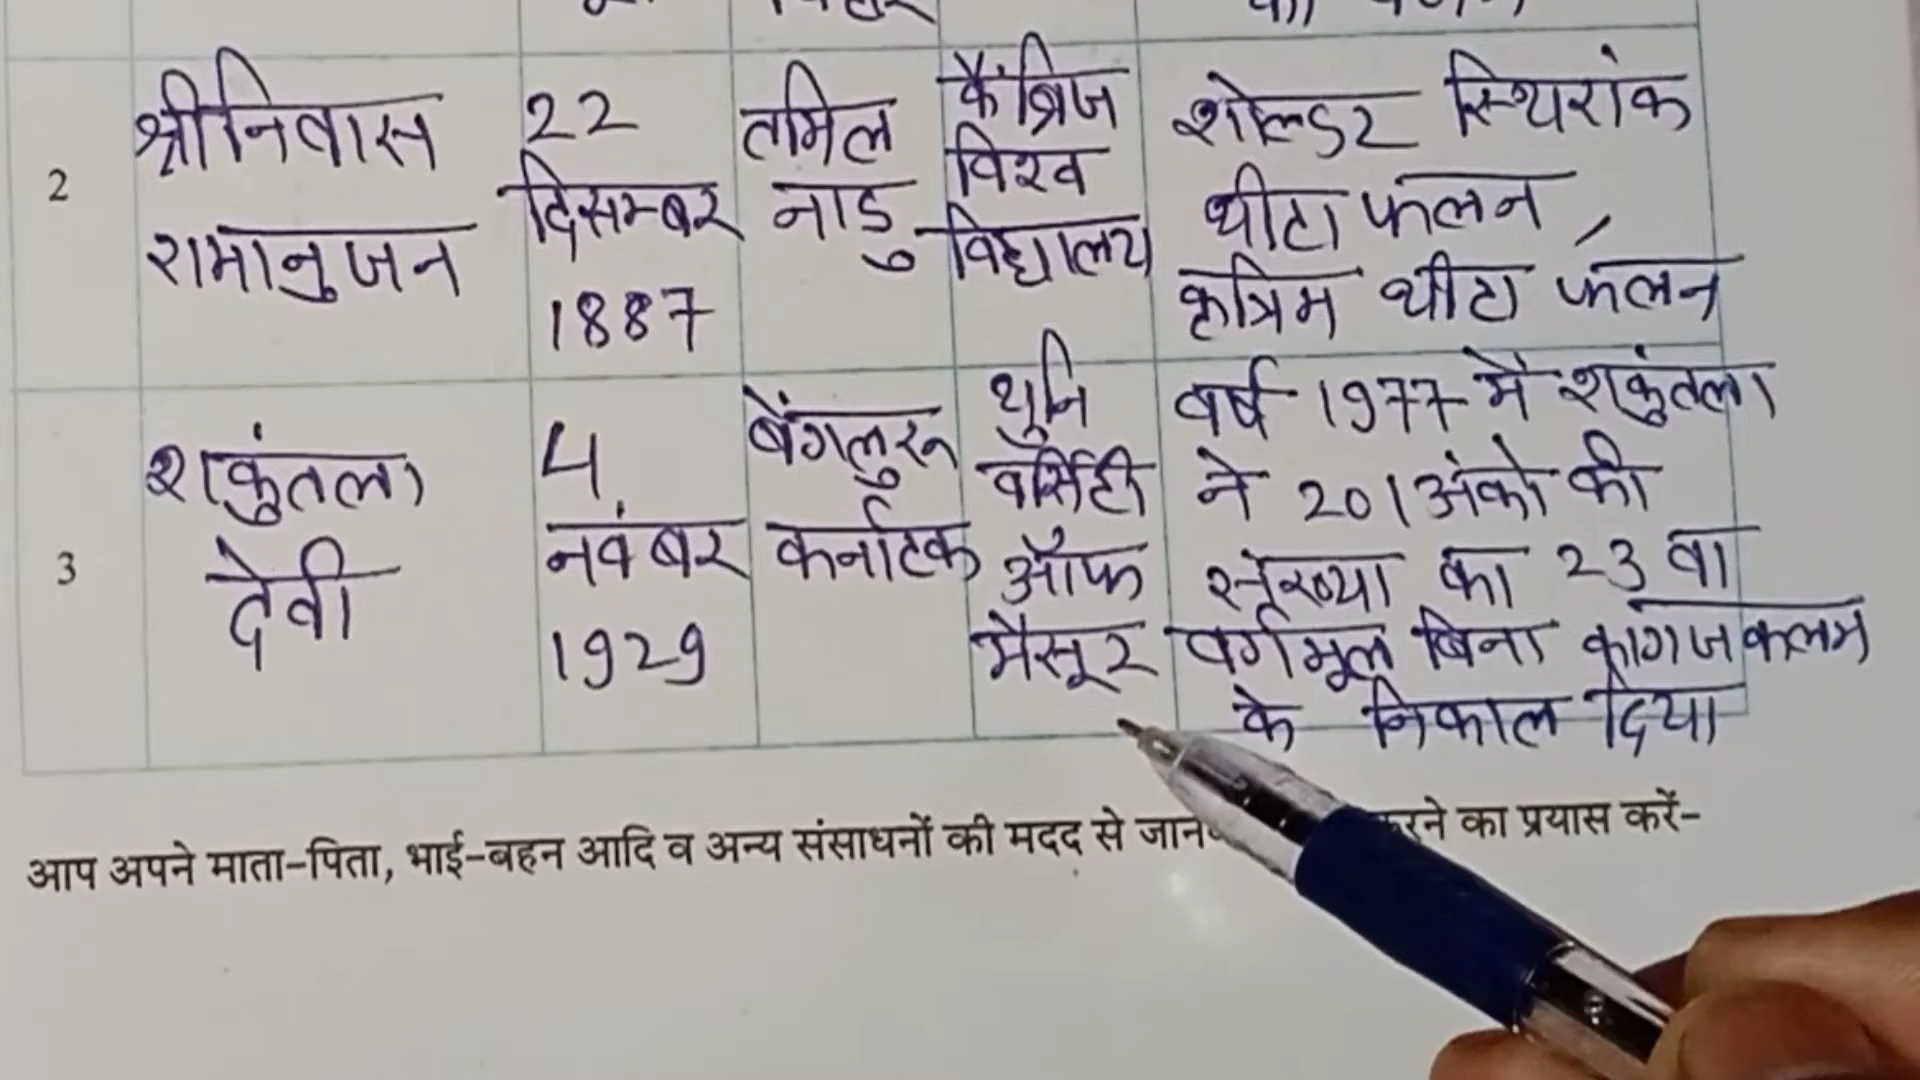 2
श्रीनिवास
रामानुजन
22
दिसम्बर
1887
तमिल
नाडु
कैंब्रिज
विश्व
विद्यालय
शोल्डर स्थिरांक
थीटा फलन,
कृत्रिम थीटा फलन
3
शकुंतला
देवी
4
नवंबर
1929
बेंगलुरू
कर्नाटक
युनि
वर्सिटी
ऑफ
मैसूर
वर्ष 1977 में शकुंतला
ने 201 अंको की
संख्या का 23 वा
वर्गमूल बिना कागज कलम
के निकाल दिया
आप अपने माता-पिता, भाई-बहन आदि व अन्य संसाधनों की मदद से करने का प्रयास करें-